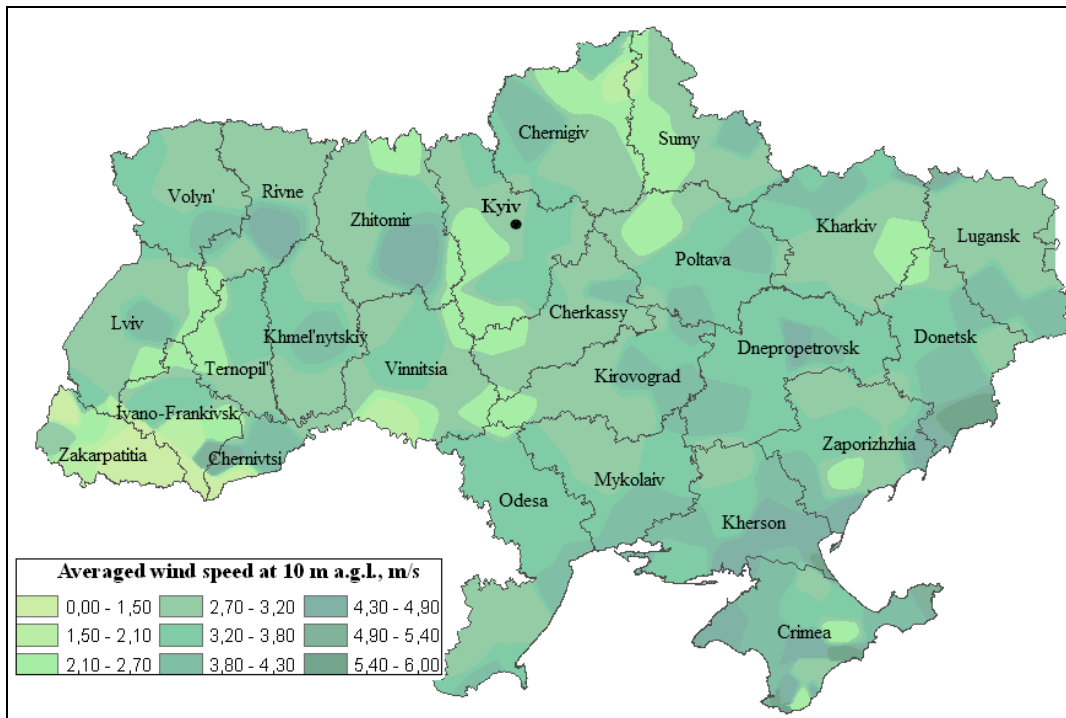 Chernigiv
Sumy
Volyn'
Rivne
Zhitomir
Kyiv
Kharkiv
Lugansk
Poltava
Lviv
Cherkassy
Khmel'nytskiy
Donetsk
Dnepropetrovsk
Ternopil'
Vinnitsia
Kirovograd
Ivano-Frankivsk
Zaporizhzhia
Zakarpatitia
Chernivtsi
Mykolaiv
Odesa
Kherson
Crimea
Averaged wind speed at 10 m a.g.l., m/s
0,00 - 1,50 2,70 - 3,20 4,30 - 4,90
1,50 - 2,10 3,20 - 3,80 4,90 - 5,40
2,10 - 2,70 3,80 - 4,30 5,40 - 6,00